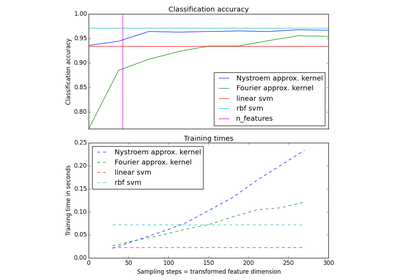 Classification accuracy
1.00
0.95
0.90
0.85
0.80
Classification accuracy
Nystroem approx. kernel
Fourier approx. kernel
linear svm
rbf svm
n_features
Training times
0.25
0.20
0.15
0.10
0.05
0.00
Training time in seconds
Nystroem approx. kernel
Fourier approx. kernel
linear svm
rbf svm
0 50 100 150 200 250 300
Sampling steps = transformed feature dimension